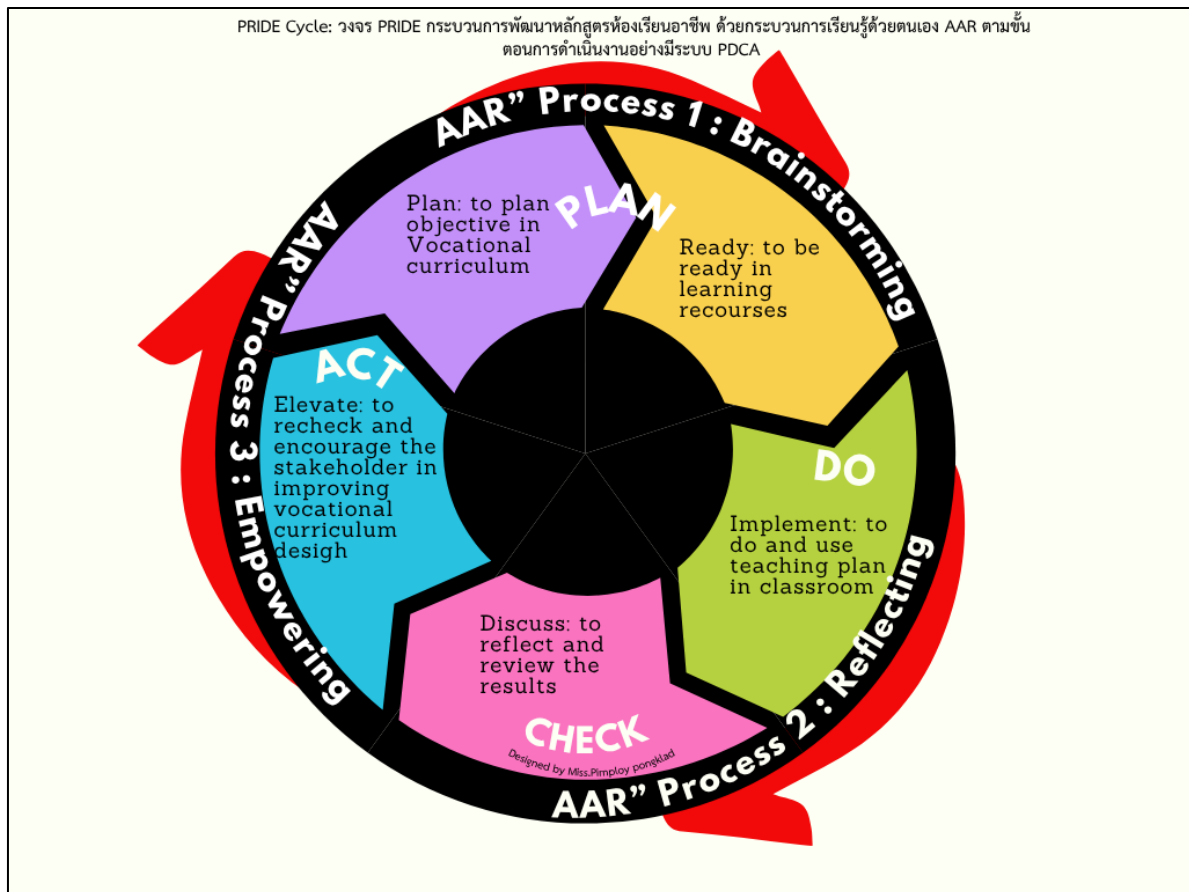 PRIDE Cycle: วงจร PRIDE กระบวนการพัฒนาหลักสูตรห้องเรียนอาชีพ ด้วยกระบวนการเรียนรู้ด้วยตนเอง AAR ตามขั้น
ตอนการดำเนินงานอย่างมีระบบ PDCA
AAR” Process 1 : Brainstorming
PLAN
Plan: to plan
objective in
Vocational
curriculum
Ready: to be
ready in
learning
recourses
DO
Implement: to
do and use
teaching plan
in classroom
AAR” Process 2 : Reflecting
Discuss: to
reflect and
review the
results
CHECK
Designed by Miss.Pimploy pongklad
AAR” Process 3 : Empowering
ACT
Elevate: to
recheck and
encourage the
stakeholder in
improving
vocational
curriculum
desigh